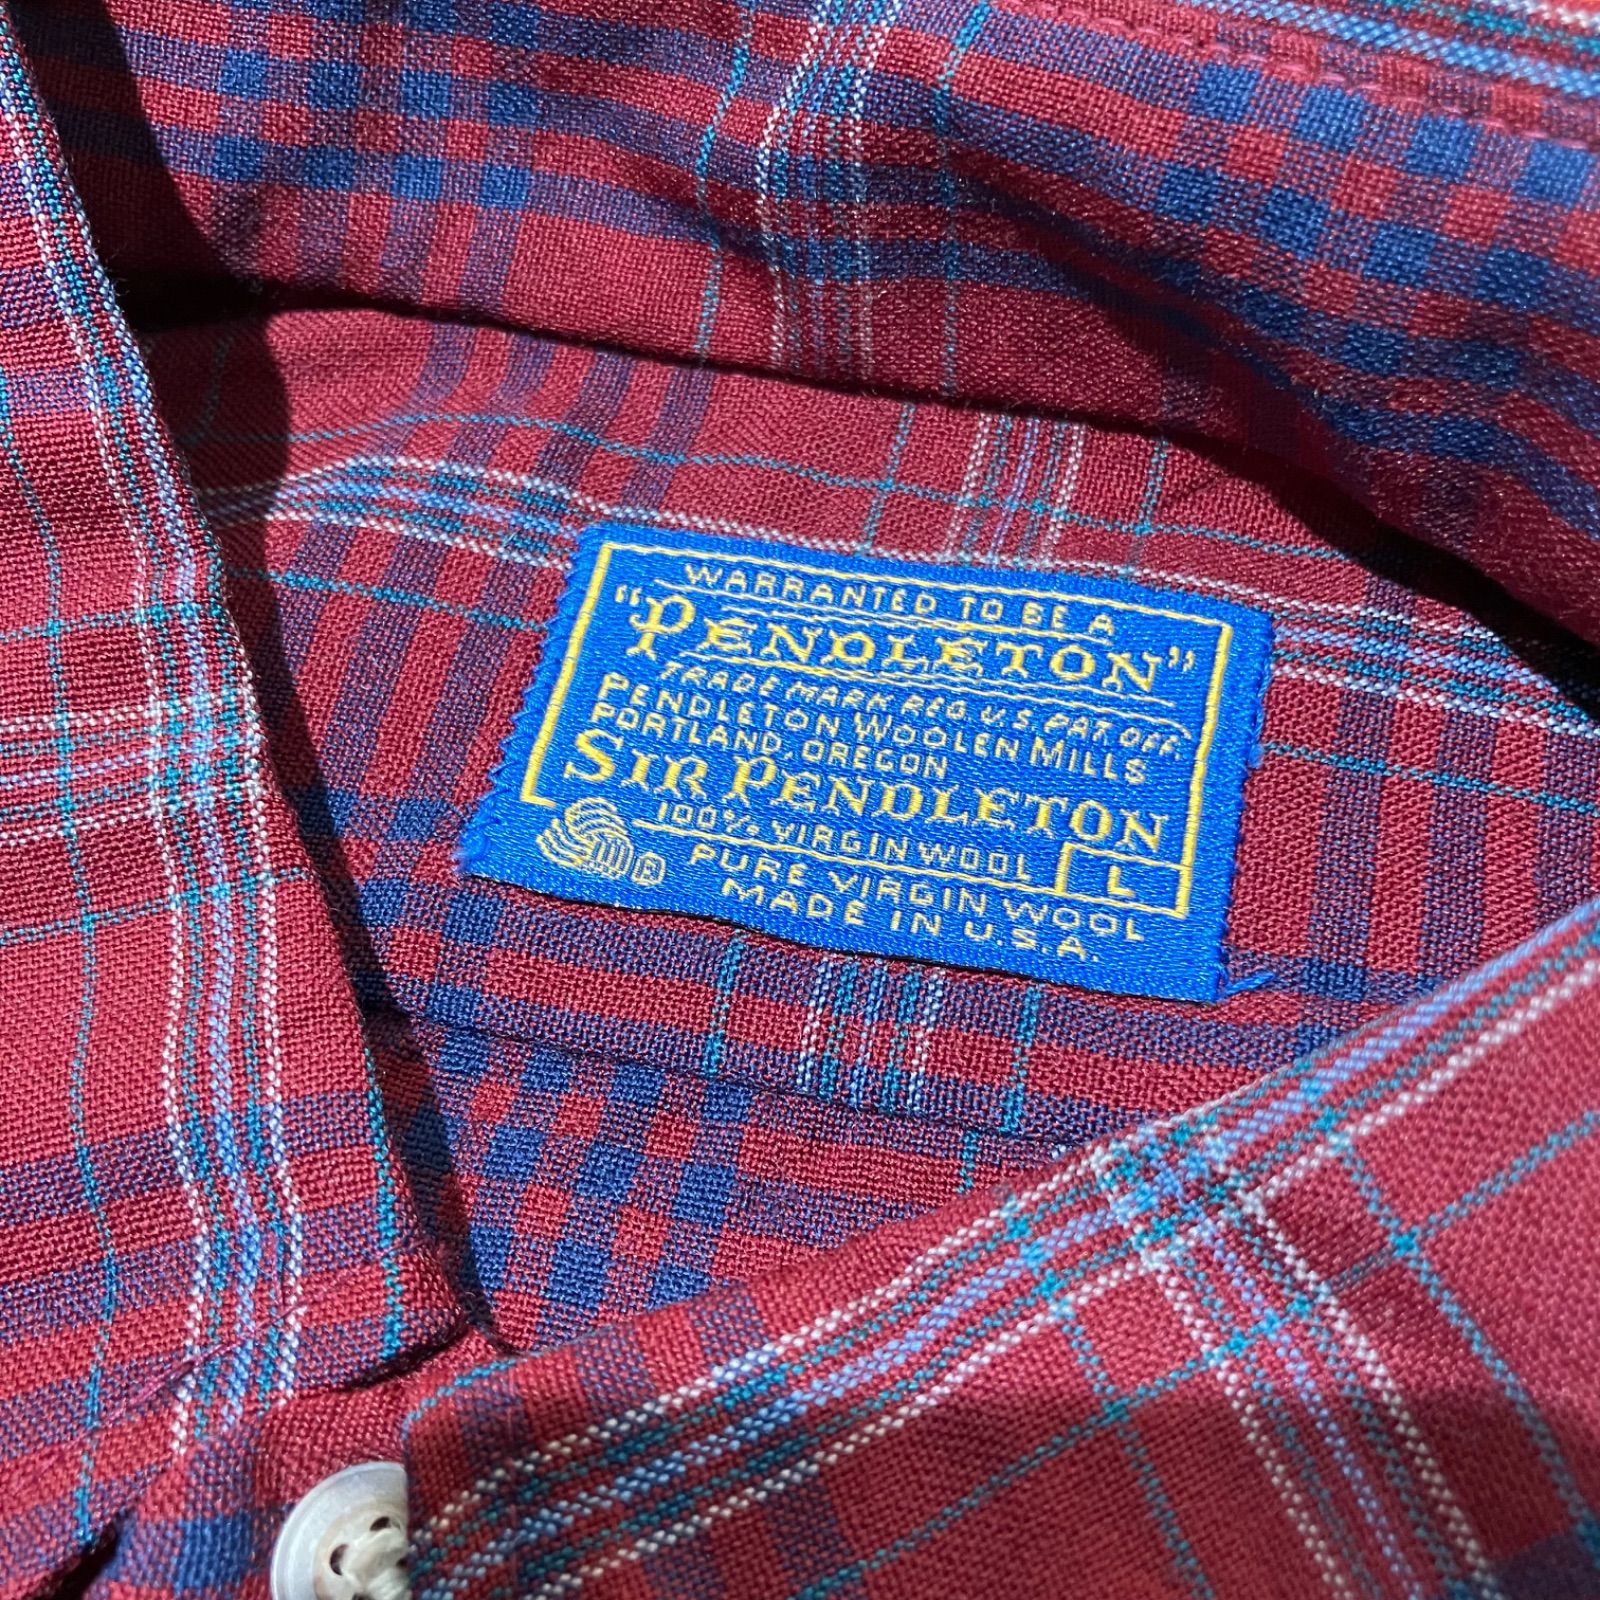 WARRANTED TO BE A
"PENDLETON"
TRADE MARK REG. U.S. PAT. OFF.
PENDLETON WOOLEN MILLS
PORTLAND, OREGON
SIR PENDLETON
100% VIRGIN WOOL
L
PURE VIRGIN WOOL
MADE IN U.S.A.